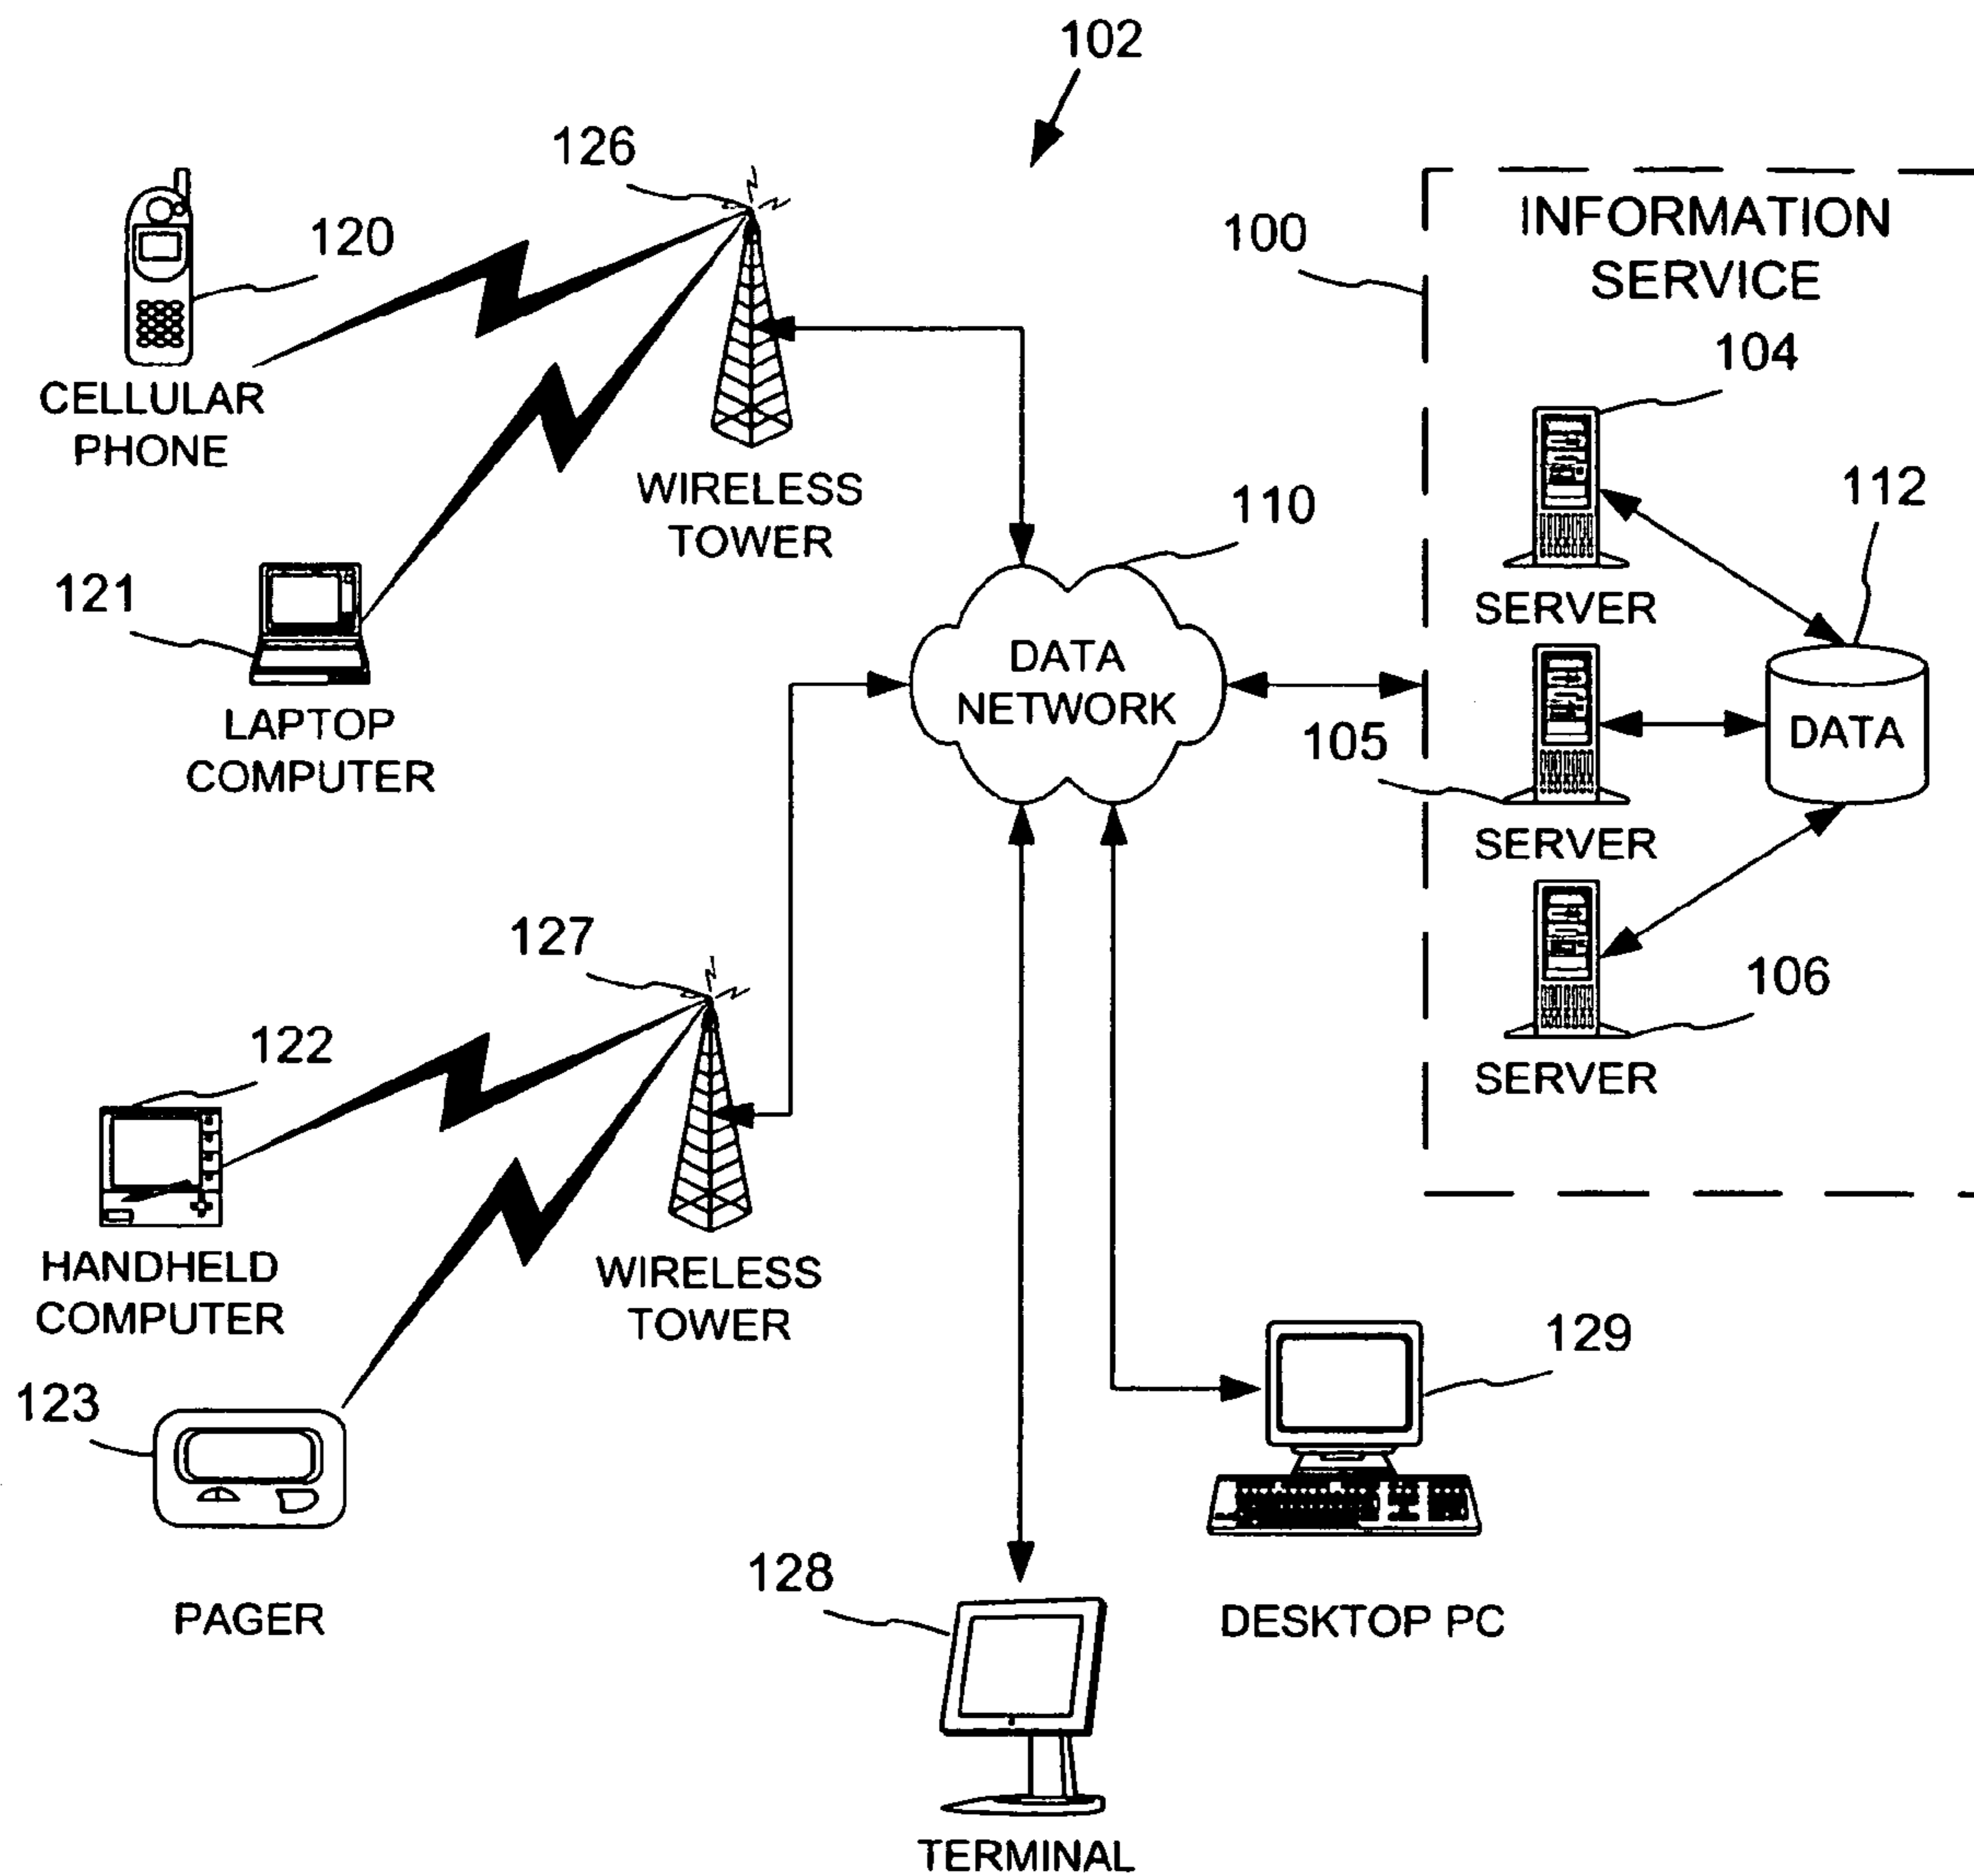 102
126
120
CELLULAR
PHONE
WIRELESS
TOWER
121
LAPTOP
COMPUTER
100
INFORMATION
SERVICE
104
SERVER
112
110
DATA
NETWORK
105
SERVER
DATA
106
SERVER
127
122
HANDHELD
COMPUTER
WIRELESS
TOWER
123
PAGER
129
DESKTOP PC
128
TERMINAL